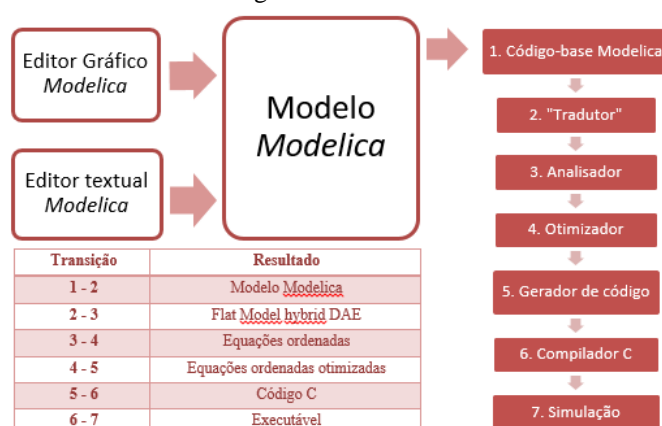 Editor Gráfico
Modelica
Editor textual
Modelica
Modelo
Modelica
1. Código-base Modelica
2. "Tradutor"
3. Analisador
4. Otimizador
5. Gerador de código
6. Compilador C
7. Simulação
Transição Resultado
1 - 2 Modelo Modelica
2 - 3 Flat Model hybrid DAE
3 - 4 Equações ordenadas
4 - 5 Equações ordenadas otimizadas
5 - 6 Código C
6 - 7 Executável